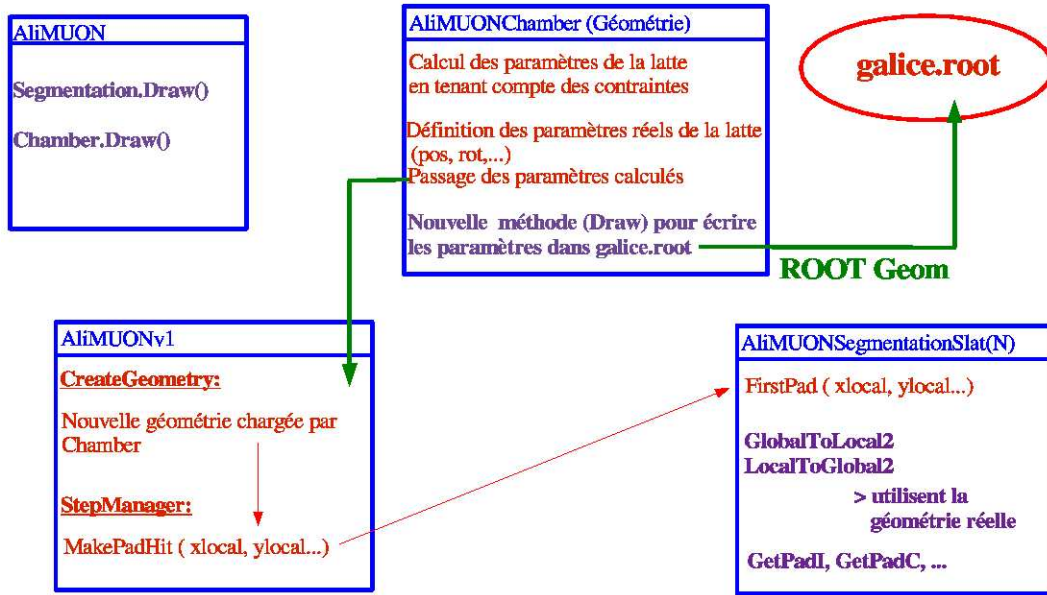 AliMUON
Segmentation.Draw()
Chamber.Draw()
AliMUONChamber (Géométrie)
Calcul des paramètres de la latte
en tenant compte des contraintes
Définition des paramètres réels de la latte
(pos, rot,...)
Passage des paramètres calculés
Nouvelle méthode (Draw) pour écrire
les paramètres dans galice.root
galice.root
ROOT Geom
AliMUONv1
CreateGeometry:
Nouvelle géométrie chargée par
Chamber
StepManager:
MakePadHit ( xlocal, ylocal...)
AliMUONSegmentationSlat(N)
FirstPad ( xlocal, ylocal...)
GlobalToLocal2
LocalToGlobal2
> utilisent la
géométrie réelle
GetPadI, GetPadC, ...